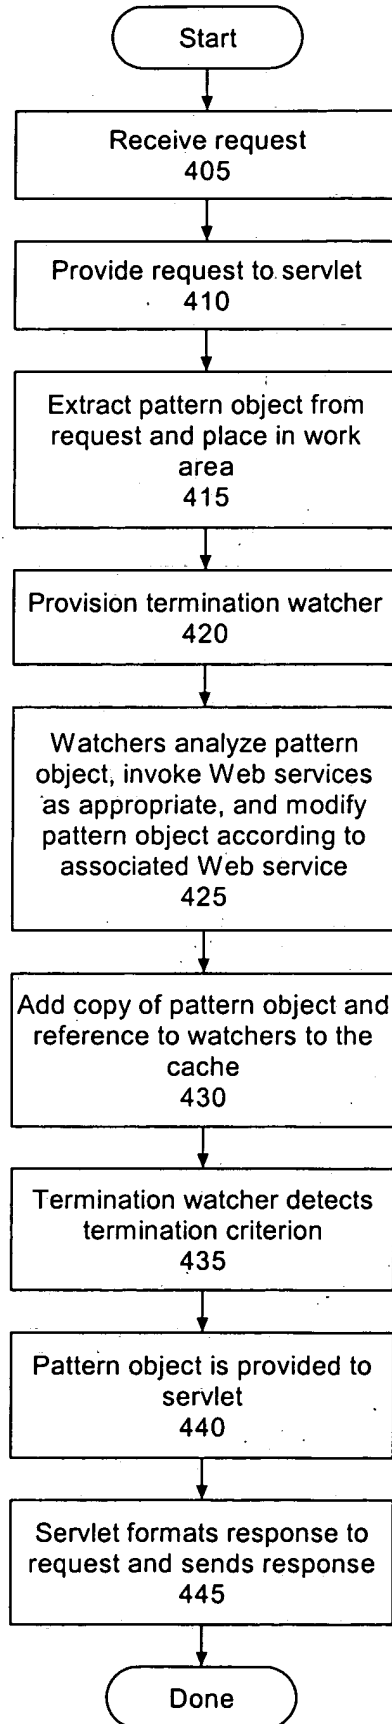 Start
Receive request
405
Provide request to servlet
410
Extract pattern object from
request and place in work
area
415
Provision termination watcher
420
Watchers analyze pattern
object, invoke Web services
as appropriate, and modify
pattern object according to
associated Web service
425
Add copy of pattern object and
reference to watchers to the
cache
430
Termination watcher detects
termination criterion
435
Pattern object is provided to
servlet
440
Servlet formats response to
request and sends response
445
Done